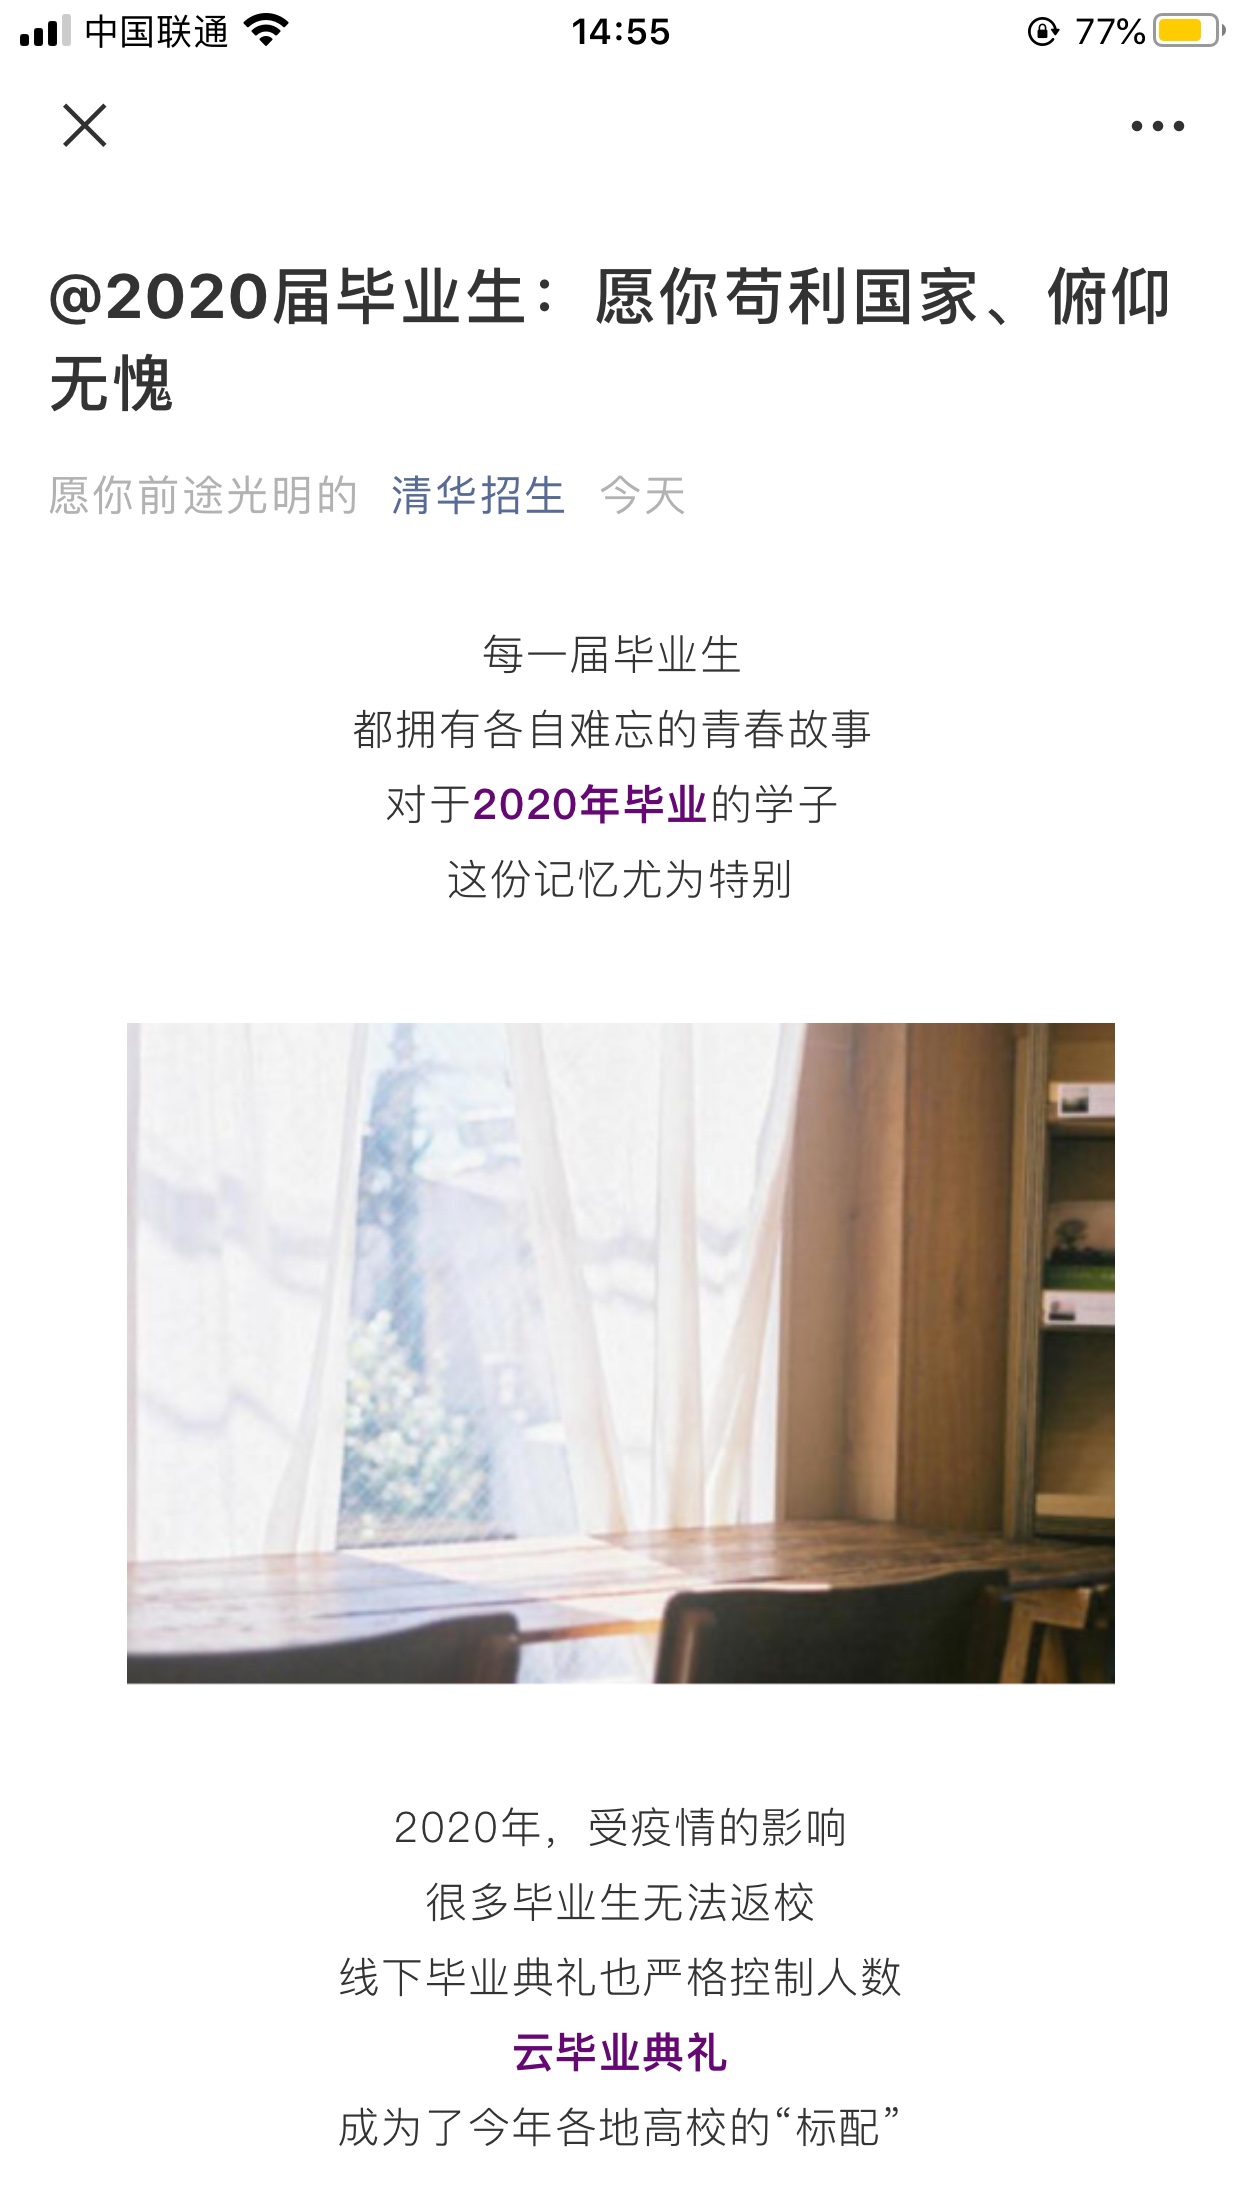 中国联通 14:55 77%
@2020届毕业生：愿你苟利国家、俯仰
无愧
愿你前途光明的 清华招生 今天
每一届毕业生
都拥有各自难忘的青春故事
对于2020年毕业的学子
这份记忆尤为特别
2020年，受疫情的影响
很多毕业生无法返校
线下毕业典礼也严格控制人数
云毕业典礼
成为了今年各地高校的“标配”